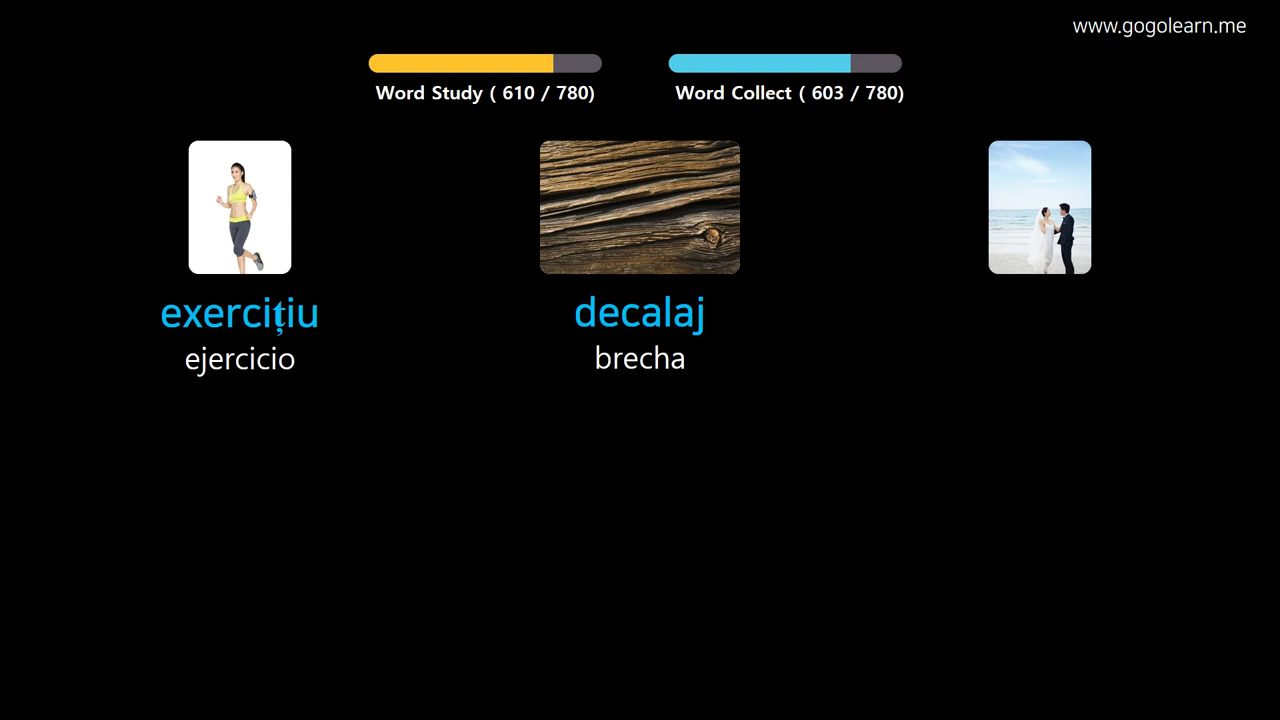 www.gogolearn.me
Word Study ( 610 / 780)
Word Collect ( 603 / 780)
exercițiu
ejercicio
decalaj
brecha